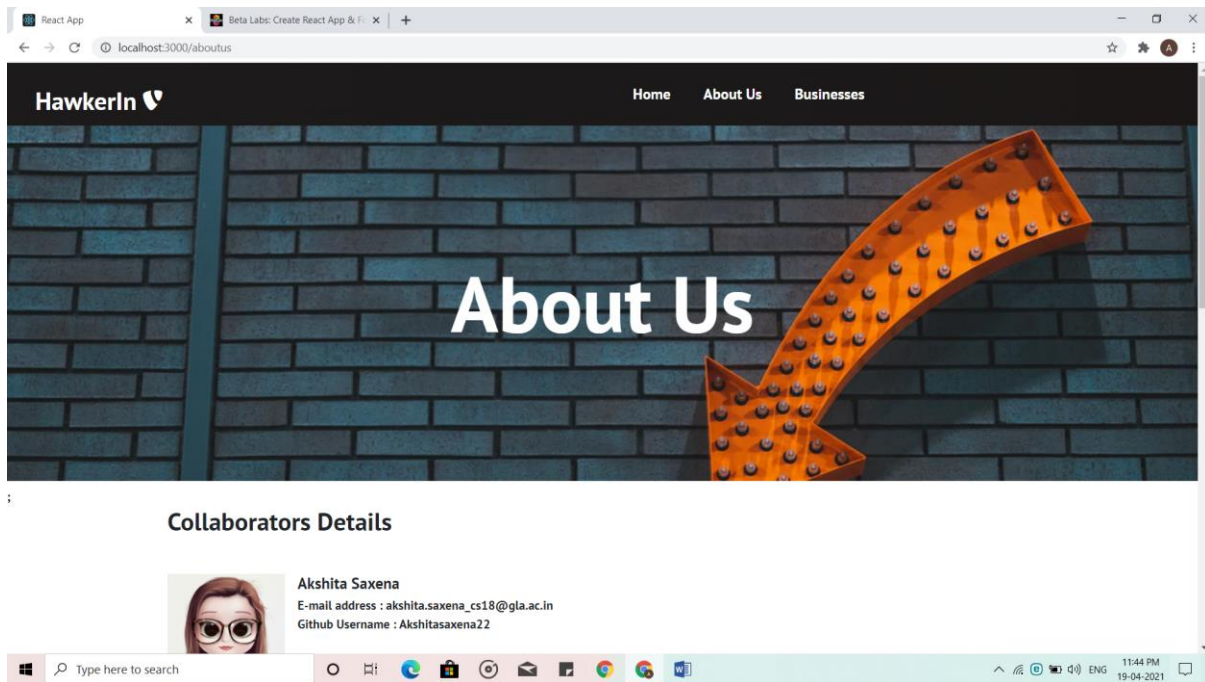 React App
Beta Labs: Create React App & F
localhost:3000/aboutus
A
HawkerIn
Home About Us Businesses
About Us
;
Collaborators Details
Akshita Saxena
E-mail address : akshita.saxena_cs18@gla.ac.in
Github Username : Akshitasaxena22
Type here to search
ENG
11:44 PM
19-04-2021